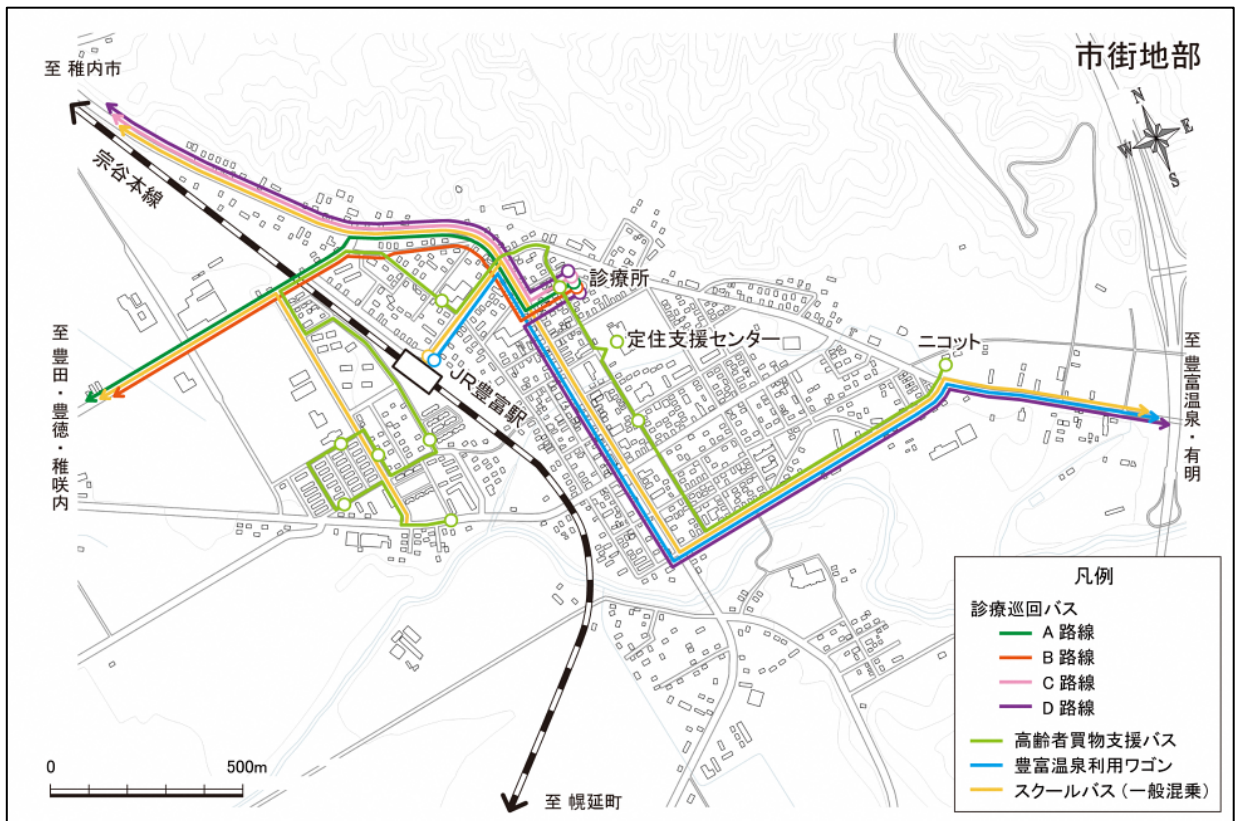 市街地部
至 稚内市
N
E
W
S
宗谷本線
診療所
定住支援センター
ニコット
JR豊富駅
至 豊田・豊徳・稚咲内
至 豊富温泉・有明
凡例
診療巡回バス
A 路線
B 路線
C 路線
D 路線
高齢者買物支援バス
豊富温泉利用ワゴン
スクールバス（一般混乗）
0 500m
至 幌延町